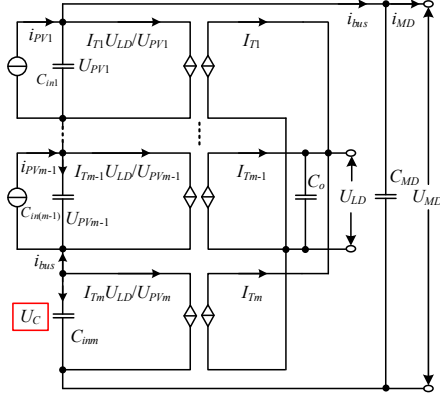 i_bus i_MD
i_PV1 I_T1U_LD/U_PV1 I_T1
C_in1 U_PV1
i_PVm-1 I_Tm-1U_LD/U_PVm-1 I_Tm-1
C_in(m-1) U_PVm-1 C_o U_LD C_MD U_MD
i_bus
I_TmU_LD/U_PVm I_Tm
U_C C_inm